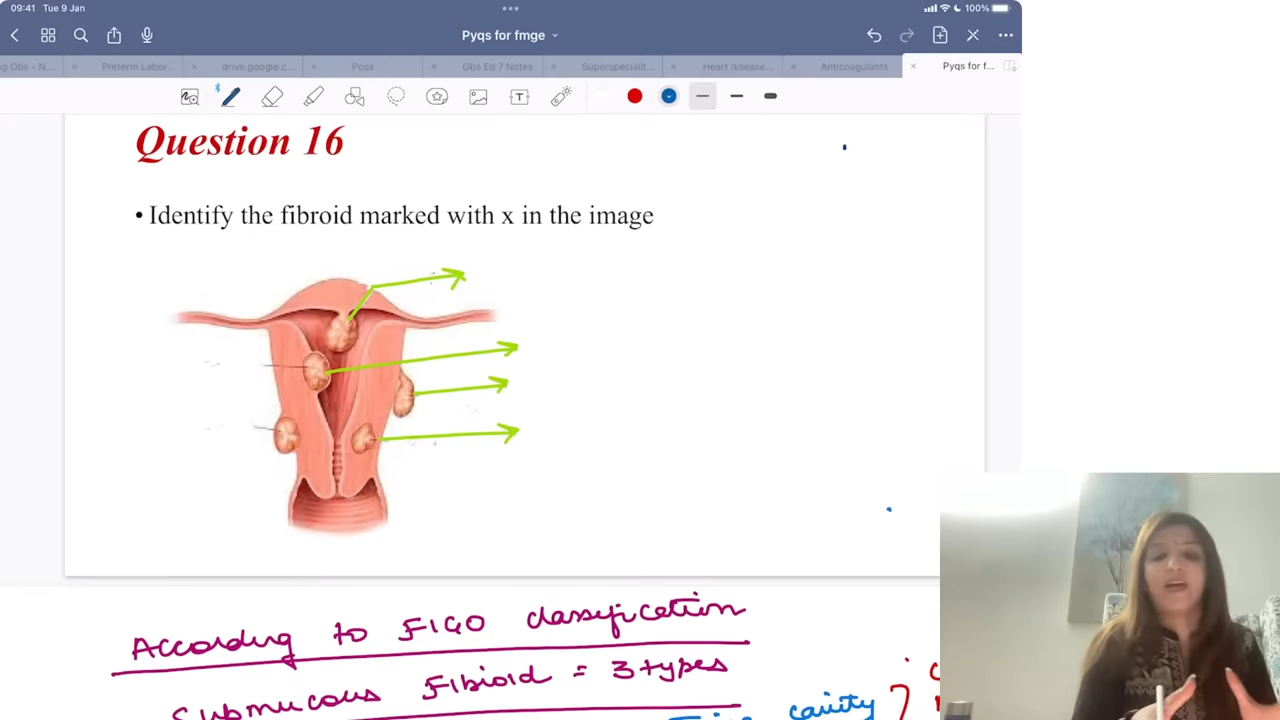 09:41 Tue 9 Jan
100%
Pyqs for fmge
g Obs - N...
Preterm Labor...
drive.google.c...
Pcos
Obs Ed 7 Notes
Superspecialit...
Heart disease...
Anticoagulants
Pyqs for f...
T
Question 16
• Identify the fibroid marked with x in the image
According to FIGO classification
Submucous Fibroid = 3 types
cavity